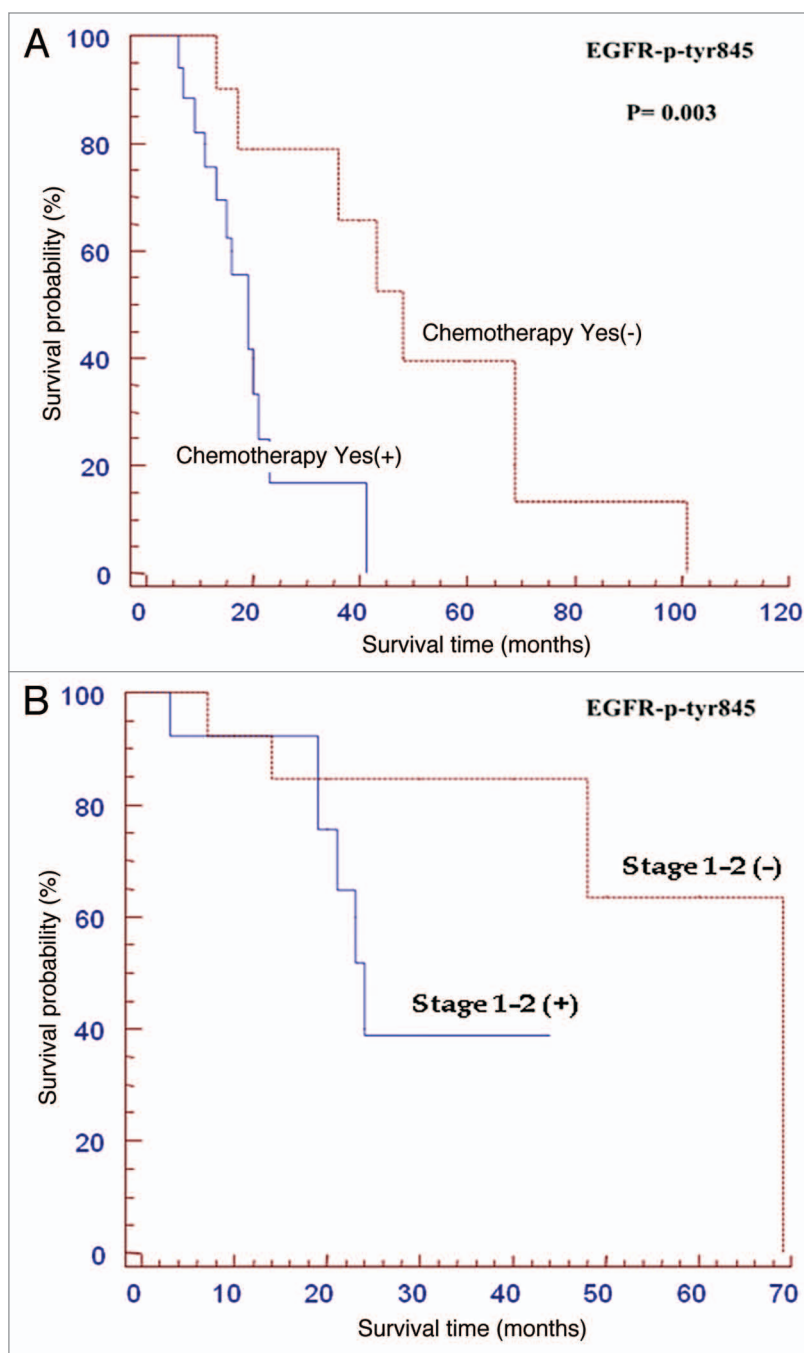 A
EGFR-p-tyr845
P= 0.003
100
80
60
40
20
0
Survival probability (%)
Chemotherapy Yes(-)
Chemotherapy Yes(+)
0 20 40 60 80 100 120
Survival time (months)
B
EGFR-p-tyr845
100
80
60
40
20
0
Survival probability (%)
Stage 1-2 (-)
Stage 1-2 (+)
0 10 20 30 40 50 60 70
Survival time (months)